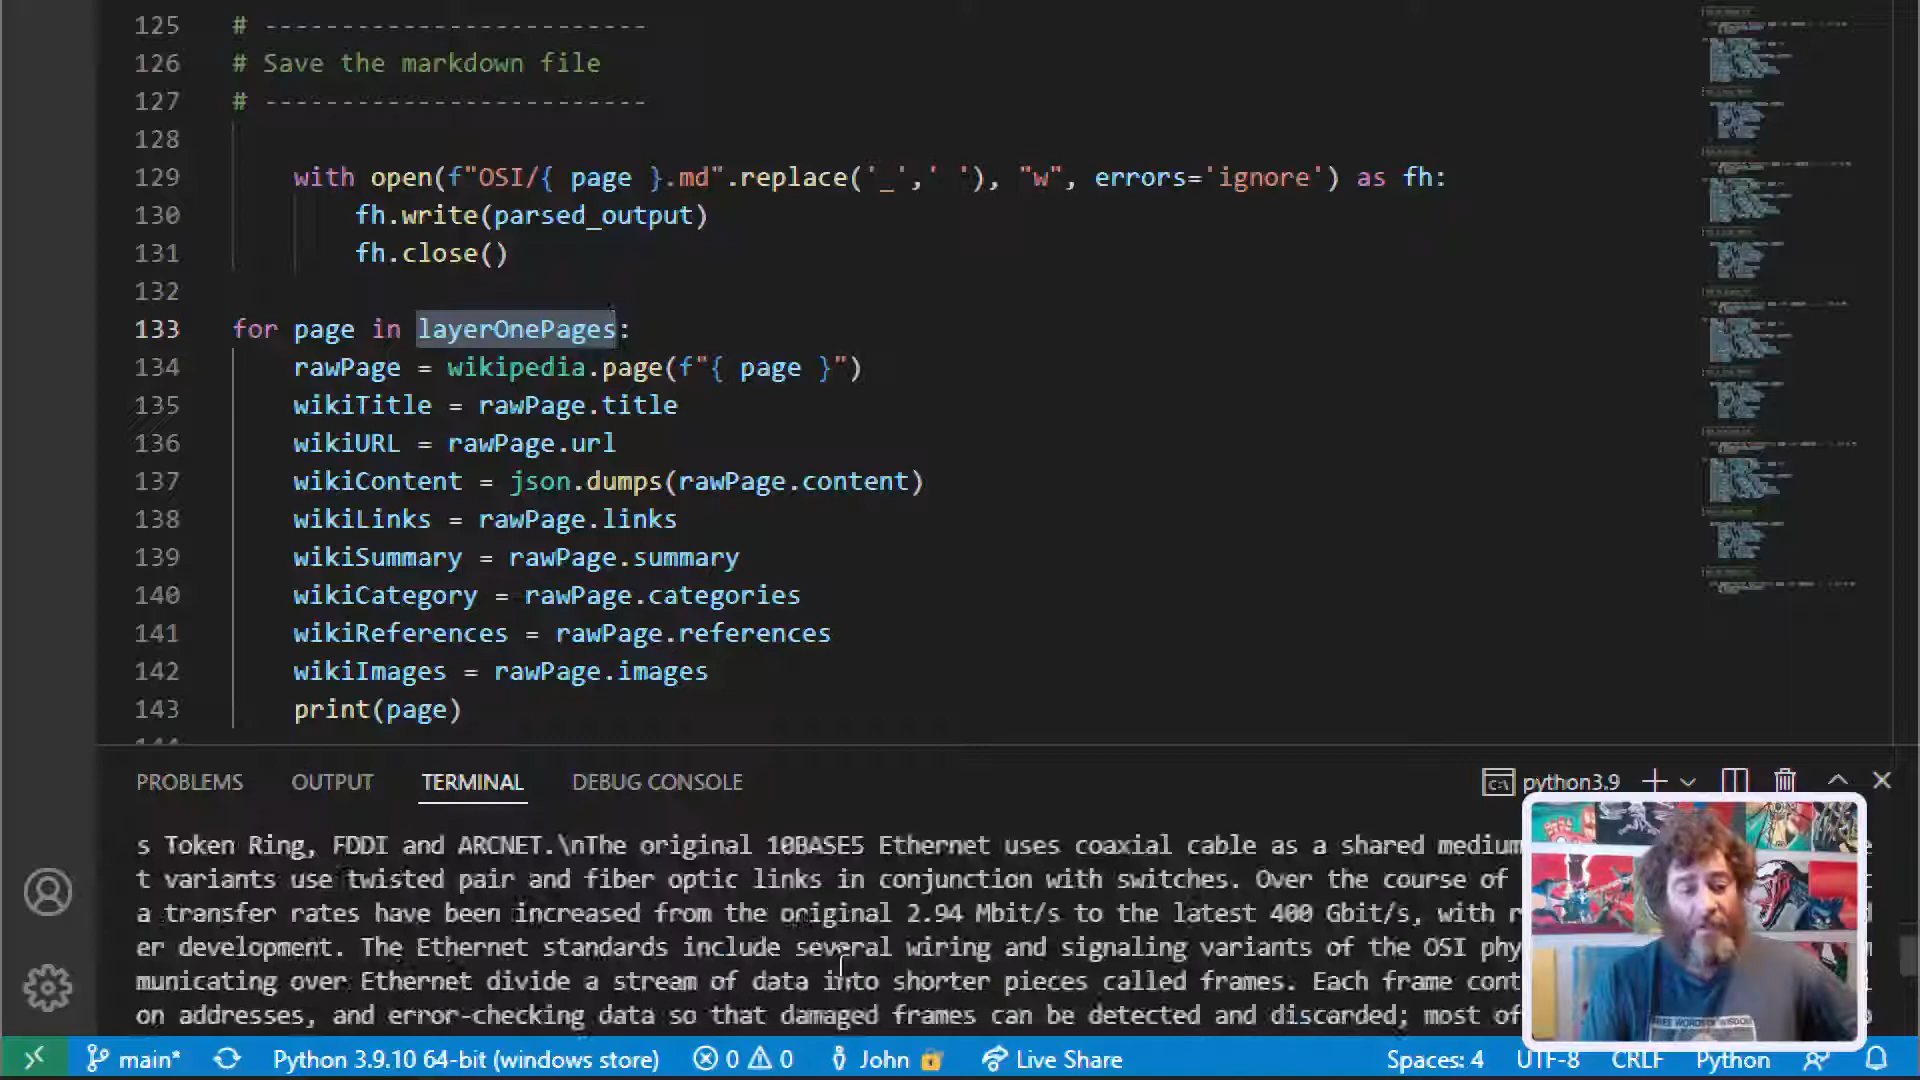 125 # -------------------------
126 # Save the markdown file
127 # -------------------------
128
129 with open(f"OSI/{ page }.md".replace('_',' '), "w", errors='ignore') as fh:
130 fh.write(parsed_output)
131 fh.close()
132
133 for page in layerOnePages:
134 rawPage = wikipedia.page(f"{ page }")
135 wikiTitle = rawPage.title
136 wikiURL = rawPage.url
137 wikiContent = json.dumps(rawPage.content)
138 wikiLinks = rawPage.links
139 wikiSummary = rawPage.summary
140 wikiCategory = rawPage.categories
141 wikiReferences = rawPage.references
142 wikiImages = rawPage.images
143 print(page)
PROBLEMS OUTPUT TERMINAL DEBUG CONSOLE python3.9
s Token Ring, FDDI and ARCNET.\nThe original 10BASE5 Ethernet uses coaxial cable as a shared medium
t variants use twisted pair and fiber optic links in conjunction with switches. Over the course of
a transfer rates have been increased from the original 2.94 Mbit/s to the latest 400 Gbit/s, with
er development. The Ethernet standards include several wiring and signaling variants of the OSI
municating over Ethernet divide a stream of data into shorter pieces called frames. Each frame
on addresses, and error-checking data so that damaged frames can be detected and discarded; most
main* Python 3.9.10 64-bit (windows store) 0 0 John Live Share Spaces: 4 UTF-8 CRLF Python